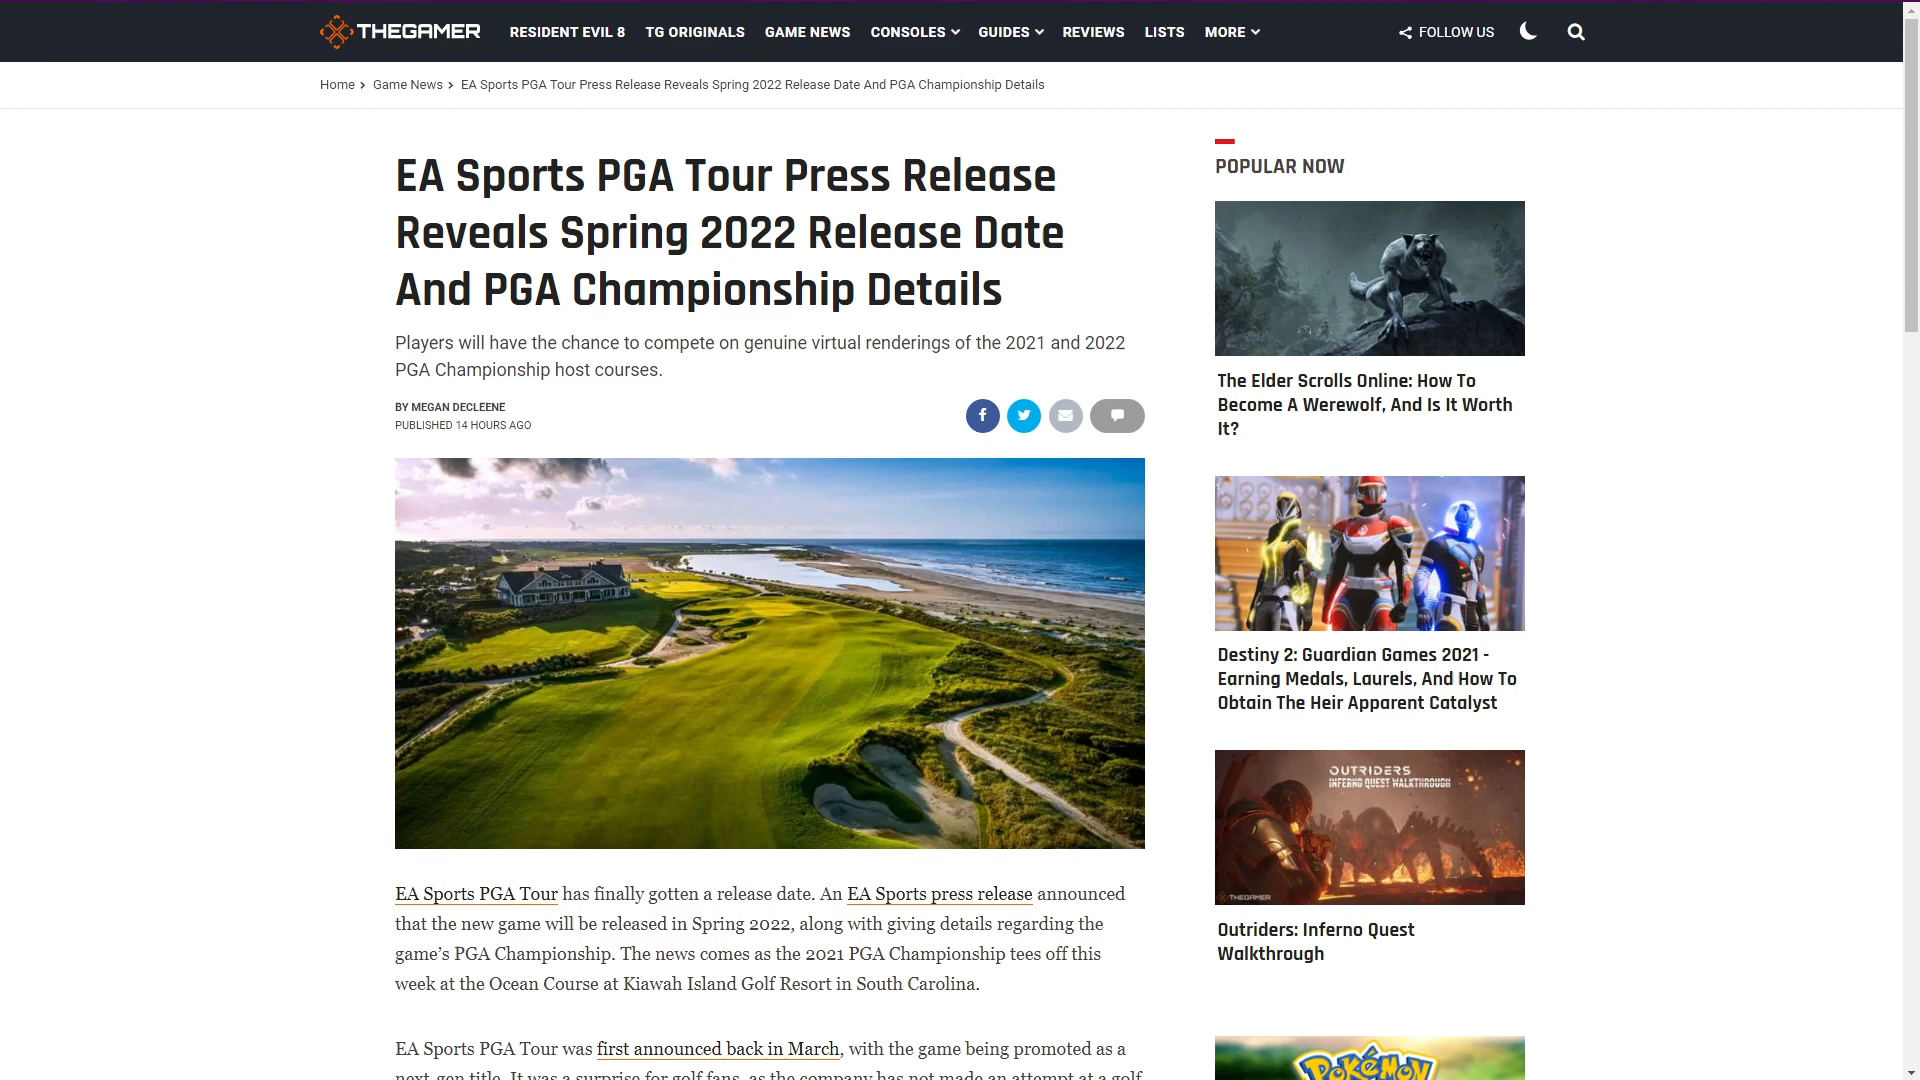 THEGAMER RESIDENT EVIL 8 TG ORIGINALS GAME NEWS CONSOLES GUIDES REVIEWS LISTS MORE FOLLOW US
Home > Game News > EA Sports PGA Tour Press Release Reveals Spring 2022 Release Date And PGA Championship Details
EA Sports PGA Tour Press Release
Reveals Spring 2022 Release Date
And PGA Championship Details
Players will have the chance to compete on genuine virtual renderings of the 2021 and 2022
PGA Championship host courses.
BY MEGAN DECLEENE
PUBLISHED 14 HOURS AGO
EA Sports PGA Tour has finally gotten a release date. An EA Sports press release announced
that the new game will be released in Spring 2022, along with giving details regarding the
game’s PGA Championship. The news comes as the 2021 PGA Championship tees off this
week at the Ocean Course at Kiawah Island Golf Resort in South Carolina.
EA Sports PGA Tour was first announced back in March, with the game being promoted as a
next-gen title. It was a surprise for golf fans, as the company has not made an attempt at a golf
POPULAR NOW
The Elder Scrolls Online: How To
Become A Werewolf, And Is It Worth
It?
Destiny 2: Guardian Games 2021 -
Earning Medals, Laurels, And How To
Obtain The Heir Apparent Catalyst
OUTRIDERS
INFERNO QUEST WALKTHROUGH
THEGAMER
Outriders: Inferno Quest
Walkthrough
POKéMON